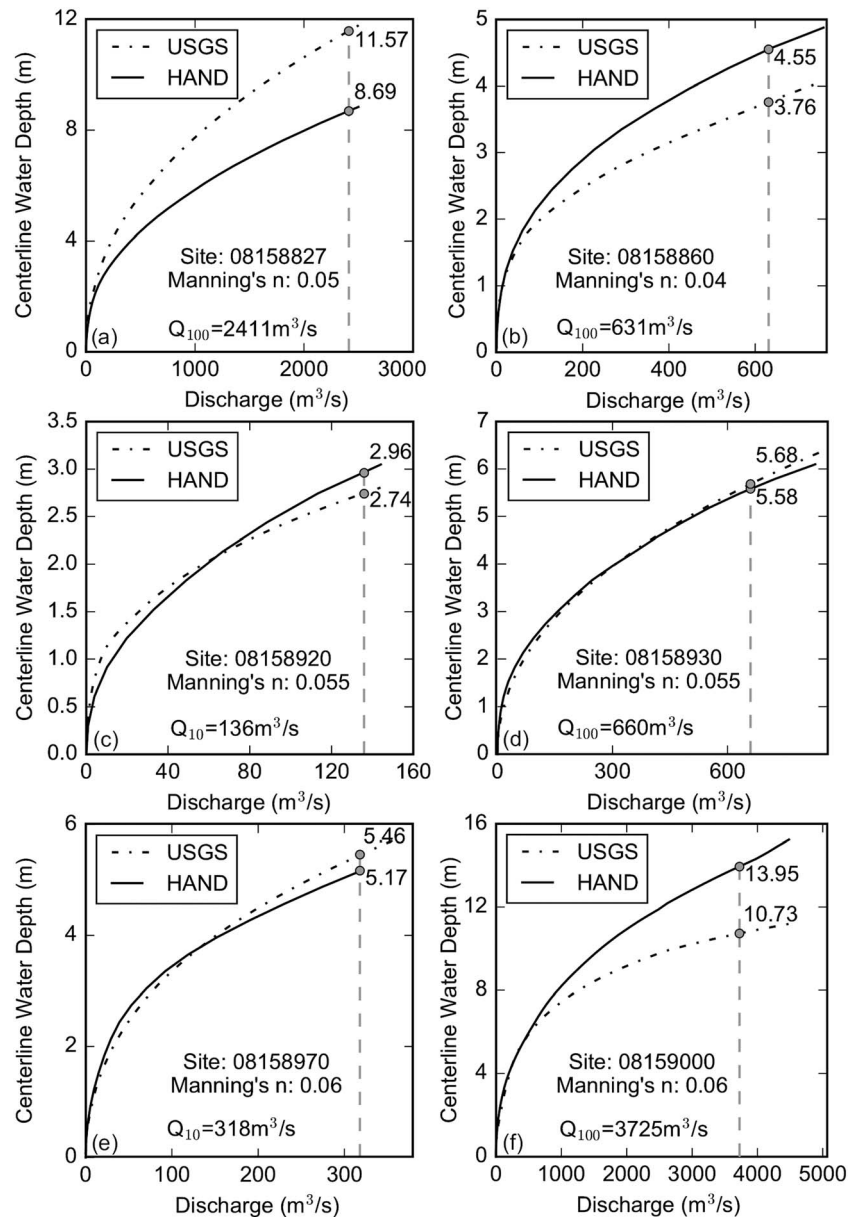 12
8
4
0
Centerline Water Depth (m)
USGS
HAND
11.57
8.69
Site: 08158827
Manning's n: 0.05
Q100=2411m3/s
(a)
0 1000 2000 3000
Discharge (m3/s)
5
4
3
2
1
0
Centerline Water Depth (m)
USGS
HAND
4.55
3.76
Site: 08158860
Manning's n: 0.04
Q100=631m3/s
(b)
0 200 400 600
Discharge (m3/s)
3.5
3.0
2.5
2.0
1.5
1.0
0.5
0.0
Centerline Water Depth (m)
USGS
HAND
2.96
2.74
Site: 08158920
Manning's n: 0.055
Q10=136m3/s
(c)
0 40 80 120 160
Discharge (m3/s)
7
6
5
4
3
2
1
0
Centerline Water Depth (m)
USGS
HAND
5.68
5.58
Site: 08158930
Manning's n: 0.055
Q100=660m3/s
(d)
0 300 600
Discharge (m3/s)
6
4
2
0
Centerline Water Depth (m)
USGS
HAND
5.46
5.17
Site: 08158970
Manning's n: 0.06
Q10=318m3/s
(e)
0 100 200 300
Discharge (m3/s)
16
12
8
4
0
Centerline Water Depth (m)
USGS
HAND
13.95
10.73
Site: 08159000
Manning's n: 0.06
Q100=3725m3/s
(f)
0 1000 2000 3000 4000 5000
Discharge (m3/s)